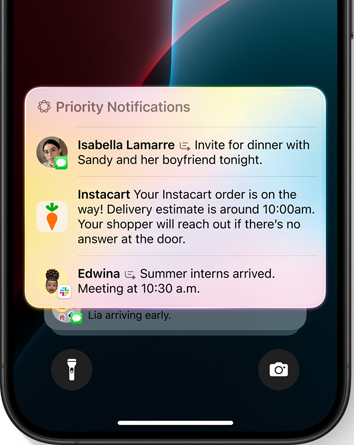 Priority Notifications
Isabella Lamarre Invite for dinner with
Sandy and her boyfriend tonight.
Instacart Your Instacart order is on the
way! Delivery estimate is around 10:00am.
Your shopper will reach out if there's no
answer at the door.
Edwina Summer interns arrived.
Meeting at 10:30 a.m.
Lia arriving early.